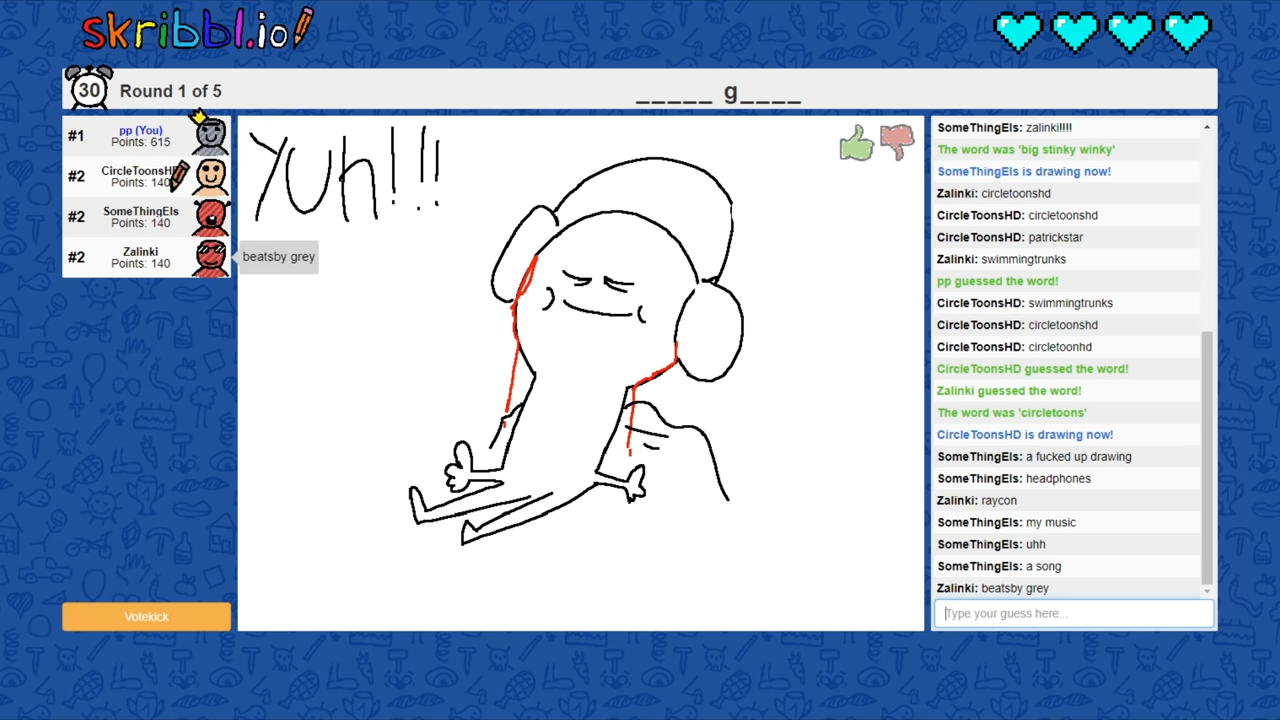 skribbl.io
30
Round 1 of 5
_____ g____
#1
pp (You)
Points: 615
#2
CircleToonsH
Points: 140
#2
SomeThingEls
Points: 140
#2
Zalinki
Points: 140
beatsby grey
Votekick
YUh!!!
SomeThingEls: zalinki!!!!
The word was 'big stinky winky'
SomeThingEls is drawing now!
Zalinki: circletoonshd
CircleToonsHD: circletoonshd
CircleToonsHD: patrickstar
Zalinki: swimmingtrunks
pp guessed the word!
CircleToonsHD: swimmingtrunks
CircleToonsHD: circletoonshd
CircleToonsHD: circletoonhd
CircleToonsHD guessed the word!
Zalinki guessed the word!
The word was 'circletoons'
CircleToonsHD is drawing now!
SomeThingEls: a fucked up drawing
SomeThingEls: headphones
Zalinki: raycon
SomeThingEls: my music
SomeThingEls: uhh
SomeThingEls: a song
Zalinki: beatsby grey
Type your guess here...